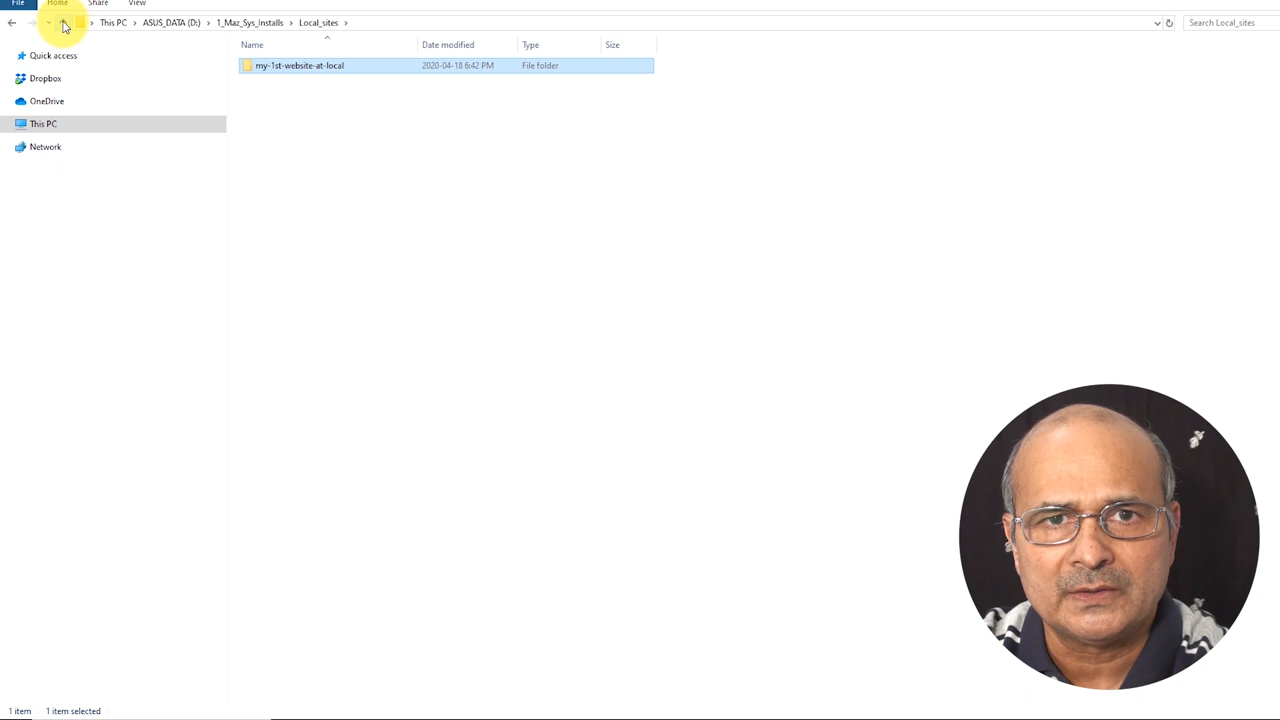 File Home Share View
This PC > ASUS_DATA (D:) > 1_Maz_Sys_Installs > Local_sites >
Search Local_sites
Name Date modified Type Size
my-1st-website-at-local 2020-04-18 6:42 PM File folder
Quick access
Dropbox
OneDrive
This PC
Network
1 item 1 item selected